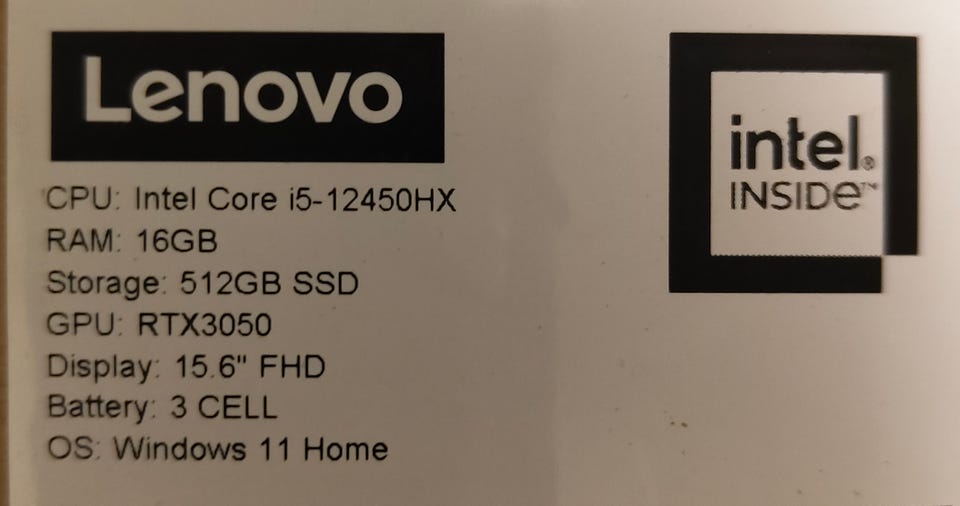 Lenovo
CPU: Intel Core i5-12450HX
RAM: 16GB
Storage: 512GB SSD
GPU: RTX3050
Display: 15.6" FHD
Battery: 3 CELL
OS: Windows 11 Home
intel®
INSIDe™